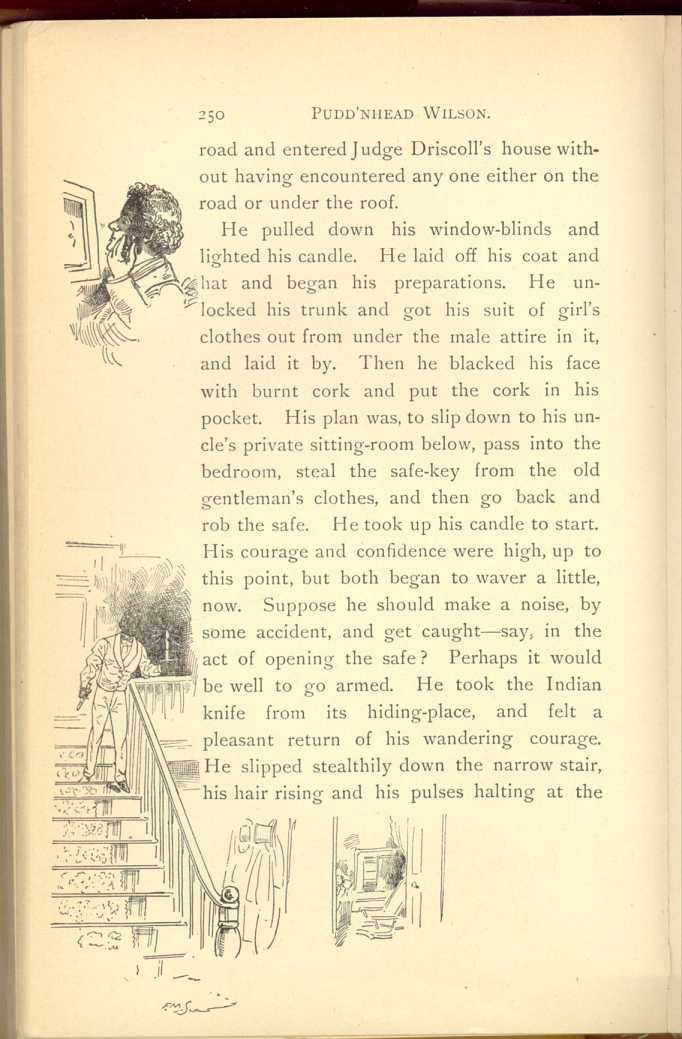 250 PUDD'NHEAD WILSON.
road and entered Judge Driscoll's house with-
out having encountered any one either on the
road or under the roof.
He pulled down his window-blinds and
lighted his candle. He laid off his coat and
hat and began his preparations. He un-
locked his trunk and got his suit of girl's
clothes out from under the male attire in it,
and laid it by. Then he blacked his face
with burnt cork and put the cork in his
pocket. His plan was, to slip down to his un-
cle's private sitting-room below, pass into the
bedroom, steal the safe-key from the old
gentleman's clothes, and then go back and
rob the safe. He took up his candle to start.
His courage and confidence were high, up to
this point, but both began to waver a little,
now. Suppose he should make a noise, by
some accident, and get caught—say, in the
act of opening the safe? Perhaps it would
be well to go armed. He took the Indian
knife from its hiding-place, and felt a
pleasant return of his wandering courage.
He slipped stealthily down the narrow stair,
his hair rising and his pulses halting at the